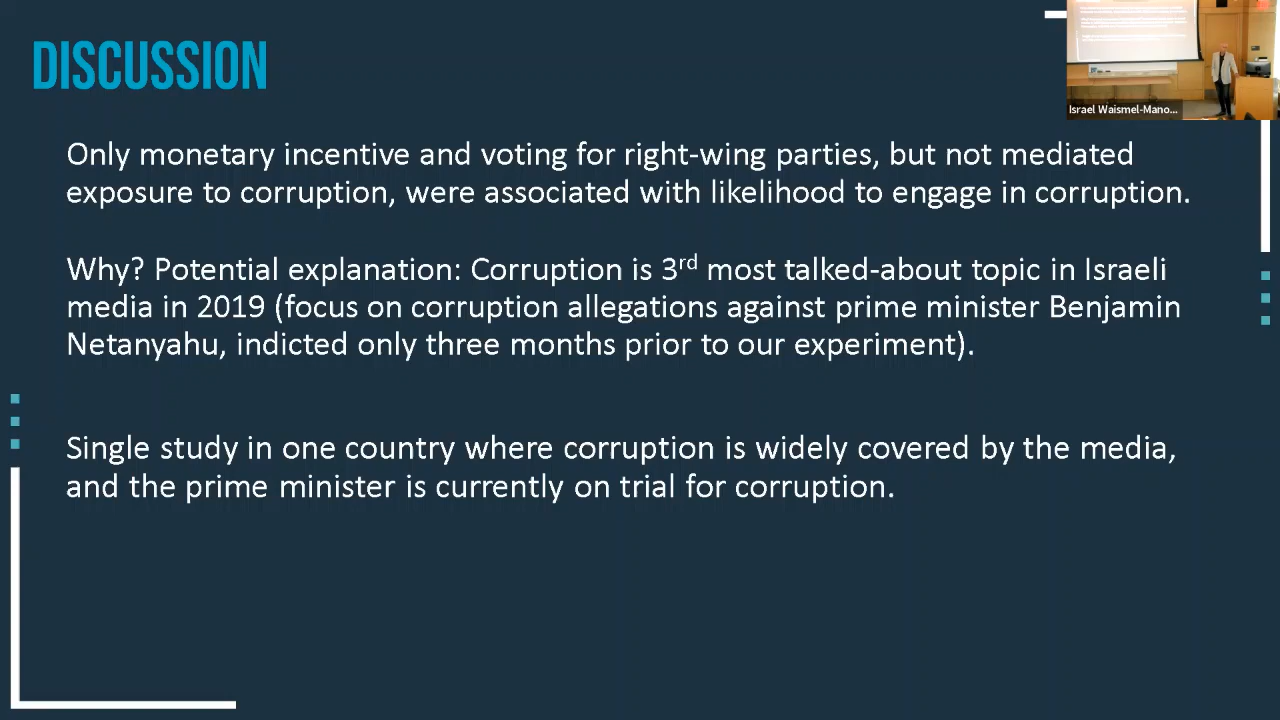 DISCUSSION
Israel Waismel-Mano...
Only monetary incentive and voting for right-wing parties, but not mediated
exposure to corruption, were associated with likelihood to engage in corruption.
Why? Potential explanation: Corruption is 3rd most talked-about topic in Israeli
media in 2019 (focus on corruption allegations against prime minister Benjamin
Netanyahu, indicted only three months prior to our experiment).
Single study in one country where corruption is widely covered by the media,
and the prime minister is currently on trial for corruption.